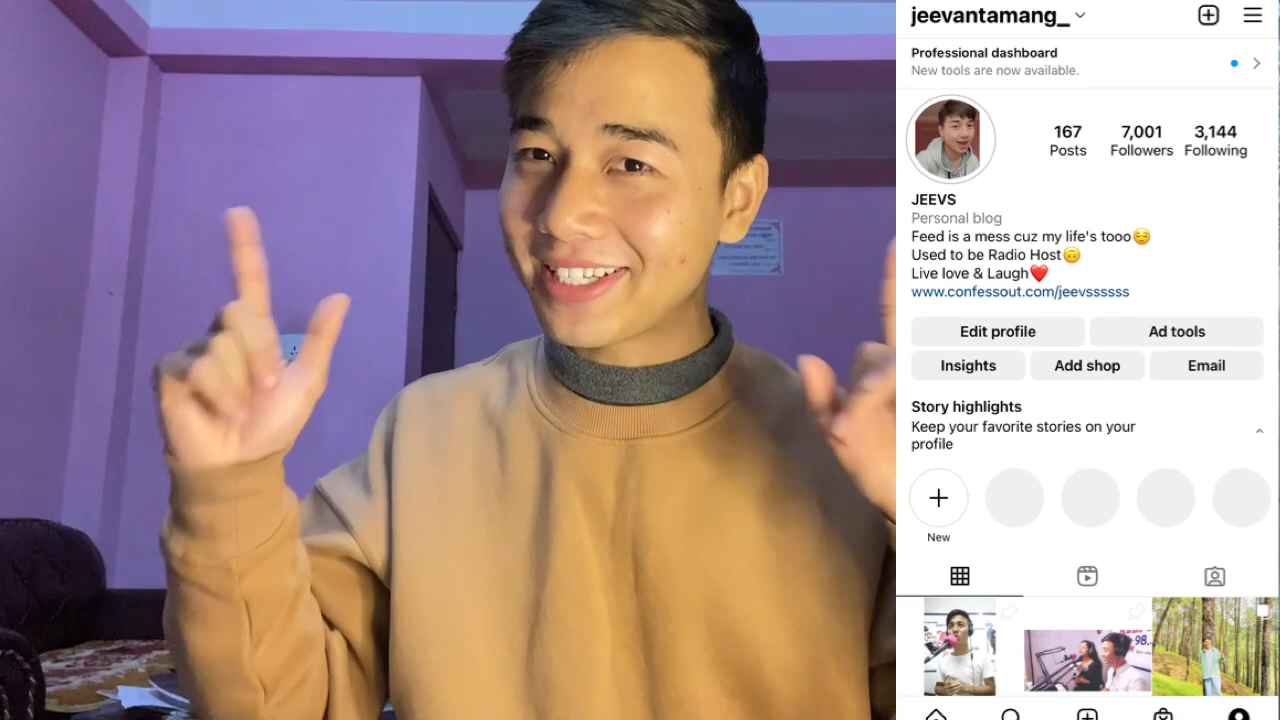 jeevantamang_
Professional dashboard
New tools are now available.
167
Posts
7,001
Followers
3,144
Following
JEEVS
Personal blog
Feed is a mess cuz my life's tooo😌
Used to be Radio Host🙃
Live love & Laugh❤️
www.confessout.com/jeevssssss
Edit profile
Ad tools
Insights
Add shop
Email
Story highlights
Keep your favorite stories on your
profile
New
98.